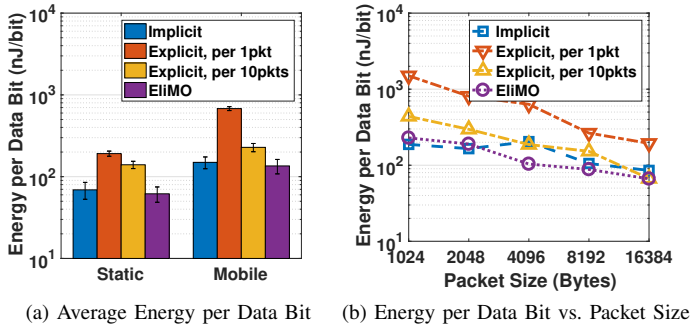 Energy per Data Bit (nJ/bit)
10^4
10^3
10^2
10^1
Implicit
Explicit, per 1pkt
Explicit, per 10pkts
EliMO
Static
Mobile
(a) Average Energy per Data Bit
Energy per Data Bit (nJ/bit)
10^4
10^3
10^2
10^1
Implicit
Explicit, per 1pkt
Explicit, per 10pkts
EliMO
1024 2048 4096 8192 16384
Packet Size (Bytes)
(b) Energy per Data Bit vs. Packet Size